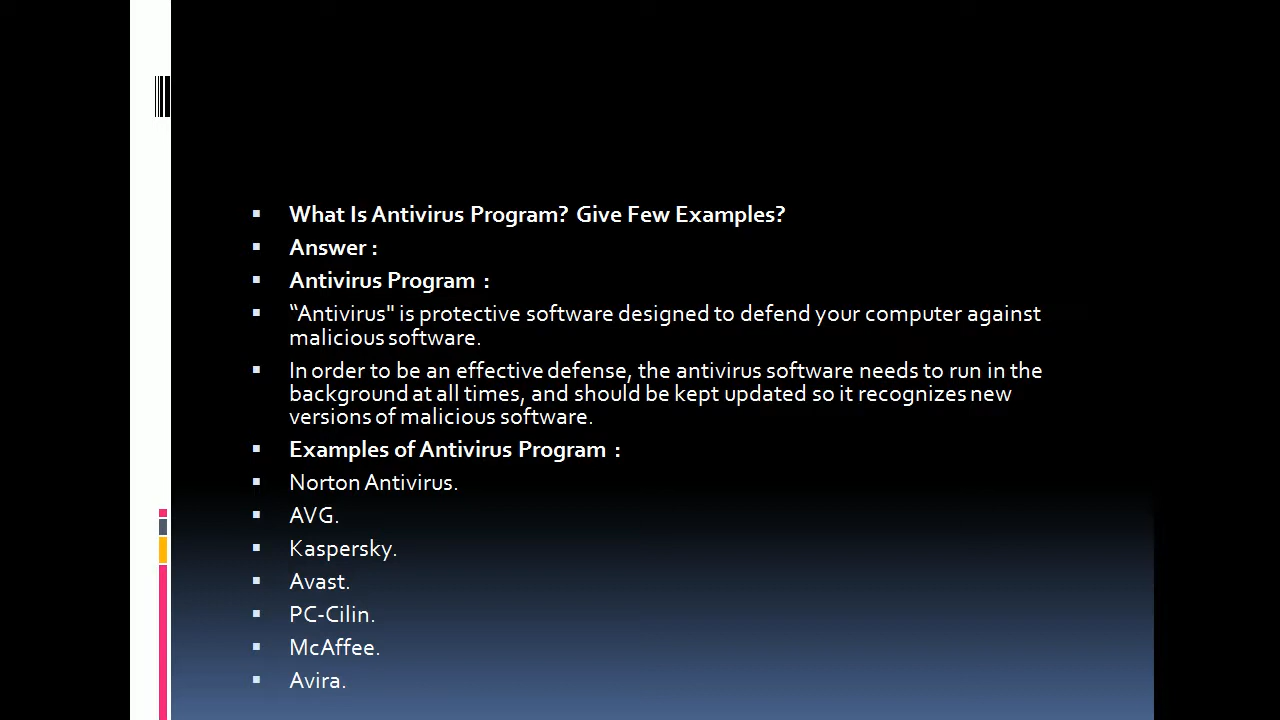 What Is Antivirus Program? Give Few Examples?
Answer :
Antivirus Program :
“Antivirus" is protective software designed to defend your computer against
malicious software.
In order to be an effective defense, the antivirus software needs to run in the
background at all times, and should be kept updated so it recognizes new
versions of malicious software.
Examples of Antivirus Program :
Norton Antivirus.
AVG.
Kaspersky.
Avast.
PC-Cilin.
McAffee.
Avira.